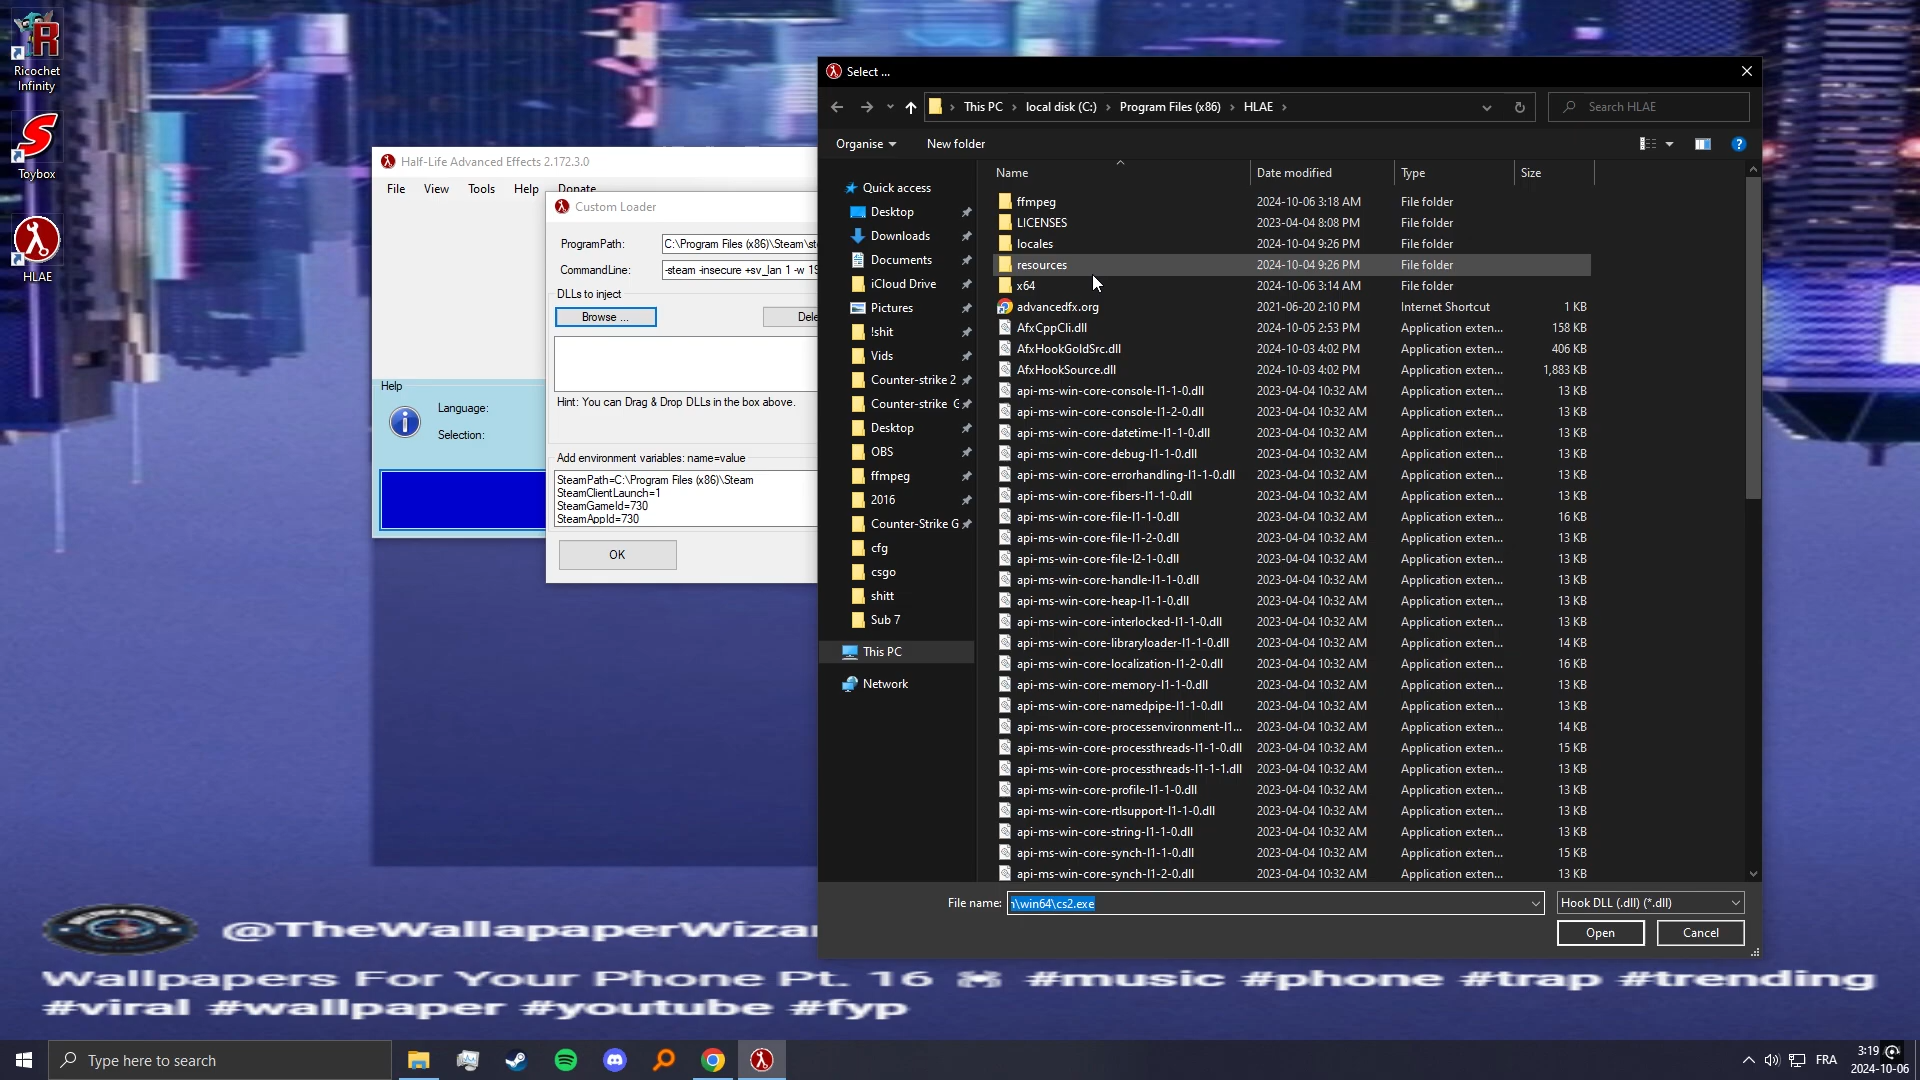 Ricochet
Infinity
Toybox
HLAE
Half-Life Advanced Effects 2.172.3.0
File View Tools Help Donate
Help
Language:
Selection:
Custom Loader
ProgramPath: C:\Program Files (x86)\Steam\st
CommandLine: -steam -insecure +sv_lan 1 -w 19
DLLs to inject
Browse ... Dele
Hint: You can Drag & Drop DLLs in the box above.
Add environment variables: name=value
SteamPath=C:\Program Files (x86)\Steam
SteamClientLaunch=1
SteamGameId=730
SteamAppId=730
OK
Select ...
This PC › local disk (C:) › Program Files (x86) › HLAE ›
Search HLAE
Organise New folder
Quick access
Desktop
Downloads
Documents
iCloud Drive
Pictures
!shit
Vids
Counter-strike 2
Counter-strike G
Desktop
OBS
ffmpeg
2016
Counter-Strike G
cfg
csgo
shitt
Sub 7
This PC
Network
Name Date modified Type Size
ffmpeg 2024-10-06 3:18 AM File folder
LICENSES 2023-04-04 8:08 PM File folder
locales 2024-10-04 9:26 PM File folder
resources 2024-10-04 9:26 PM File folder
x64 2024-10-06 3:14 AM File folder
advancedfx.org 2021-06-20 2:10 PM Internet Shortcut 1 KB
AfxCppCli.dll 2024-10-05 2:53 PM Application exten... 158 KB
AfxHookGoldSrc.dll 2024-10-03 4:02 PM Application exten... 406 KB
AfxHookSource.dll 2024-10-03 4:02 PM Application exten... 1,883 KB
api-ms-win-core-console-l1-1-0.dll 2023-04-04 10:32 AM Application exten... 13 KB
api-ms-win-core-console-l1-2-0.dll 2023-04-04 10:32 AM Application exten... 13 KB
api-ms-win-core-datetime-l1-1-0.dll 2023-04-04 10:32 AM Application exten... 13 KB
api-ms-win-core-debug-l1-1-0.dll 2023-04-04 10:32 AM Application exten... 13 KB
api-ms-win-core-errorhandling-l1-1-0.dll 2023-04-04 10:32 AM Application exten... 13 KB
api-ms-win-core-fibers-l1-1-0.dll 2023-04-04 10:32 AM Application exten... 13 KB
api-ms-win-core-file-l1-1-0.dll 2023-04-04 10:32 AM Application exten... 16 KB
api-ms-win-core-file-l1-2-0.dll 2023-04-04 10:32 AM Application exten... 13 KB
api-ms-win-core-file-l2-1-0.dll 2023-04-04 10:32 AM Application exten... 13 KB
api-ms-win-core-handle-l1-1-0.dll 2023-04-04 10:32 AM Application exten... 13 KB
api-ms-win-core-heap-l1-1-0.dll 2023-04-04 10:32 AM Application exten... 13 KB
api-ms-win-core-interlocked-l1-1-0.dll 2023-04-04 10:32 AM Application exten... 13 KB
api-ms-win-core-libraryloader-l1-1-0.dll 2023-04-04 10:32 AM Application exten... 14 KB
api-ms-win-core-localization-l1-2-0.dll 2023-04-04 10:32 AM Application exten... 16 KB
api-ms-win-core-memory-l1-1-0.dll 2023-04-04 10:32 AM Application exten... 13 KB
api-ms-win-core-namedpipe-l1-1-0.dll 2023-04-04 10:32 AM Application exten... 13 KB
api-ms-win-core-processenvironment-l1... 2023-04-04 10:32 AM Application exten... 14 KB
api-ms-win-core-processthreads-l1-1-0.dll 2023-04-04 10:32 AM Application exten... 15 KB
api-ms-win-core-processthreads-l1-1-1.dll 2023-04-04 10:32 AM Application exten... 13 KB
api-ms-win-core-profile-l1-1-0.dll 2023-04-04 10:32 AM Application exten... 13 KB
api-ms-win-core-rtlsupport-l1-1-0.dll 2023-04-04 10:32 AM Application exten... 13 KB
api-ms-win-core-string-l1-1-0.dll 2023-04-04 10:32 AM Application exten... 13 KB
api-ms-win-core-synch-l1-1-0.dll 2023-04-04 10:32 AM Application exten... 15 KB
api-ms-win-core-synch-l1-2-0.dll 2023-04-04 10:32 AM Application exten... 13 KB
File name: \win64\cs2.exe Hook DLL (.dll) (*.dll)
Open Cancel
@TheWallapaperWizar
Wallpapers For Your Phone Pt. 16 🎮 #music #phone #trap #trending
#viral #wallpaper #youtube #fyp
Type here to search
FRA
3:19
2024-10-06